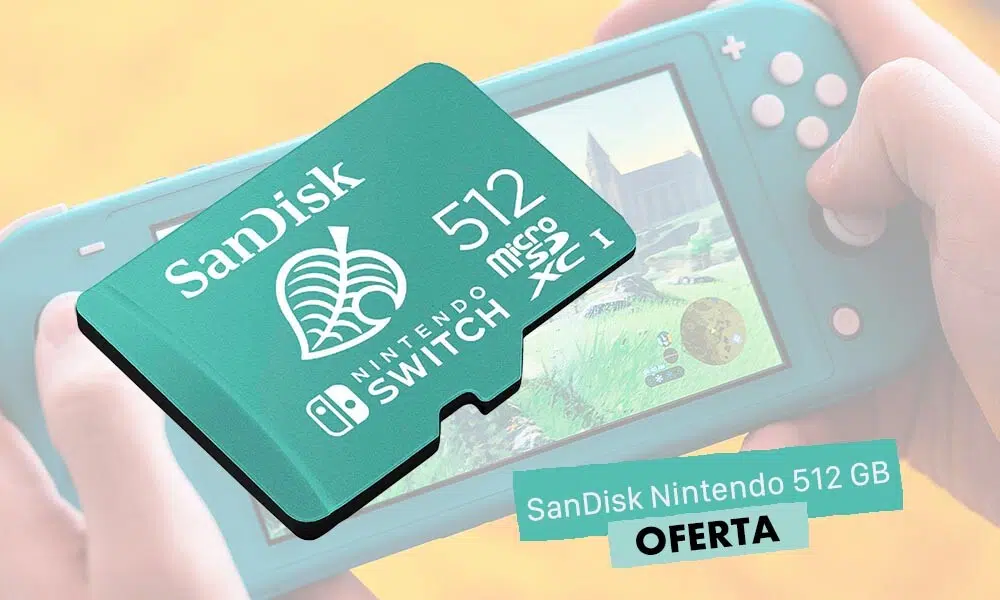 SanDisk
512
micro
SD
XC I
NINTENDO
SWITCH
SanDisk Nintendo 512 GB
OFERTA